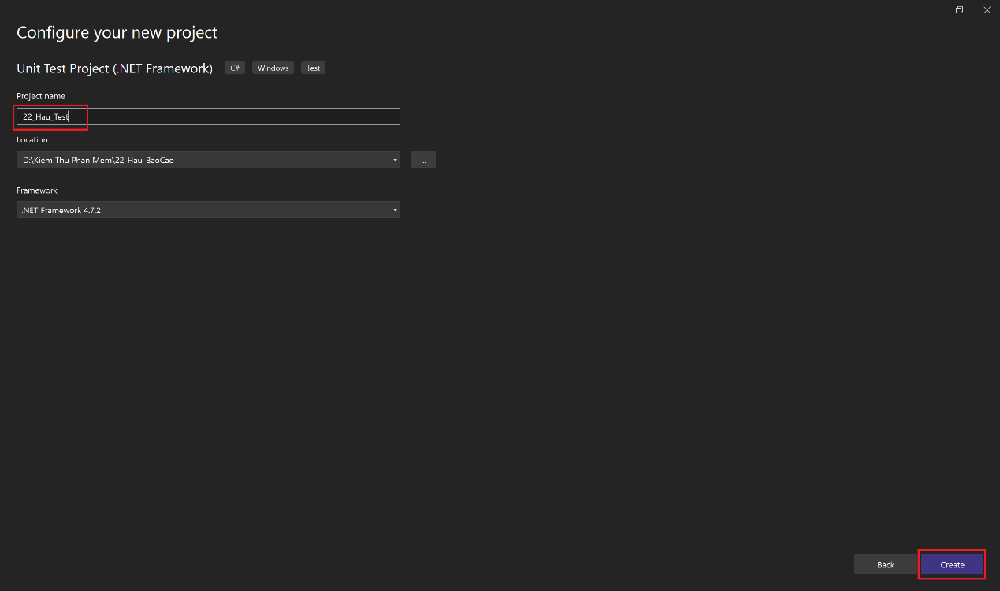 Configure your new project
Unit Test Project (.NET Framework) C# Windows Test
Project name
22_Hau_Test
Location
D:\Kiem Thu Phan Mem\22_Hau_BaoCao
...
Framework
.NET Framework 4.7.2
Back
Create